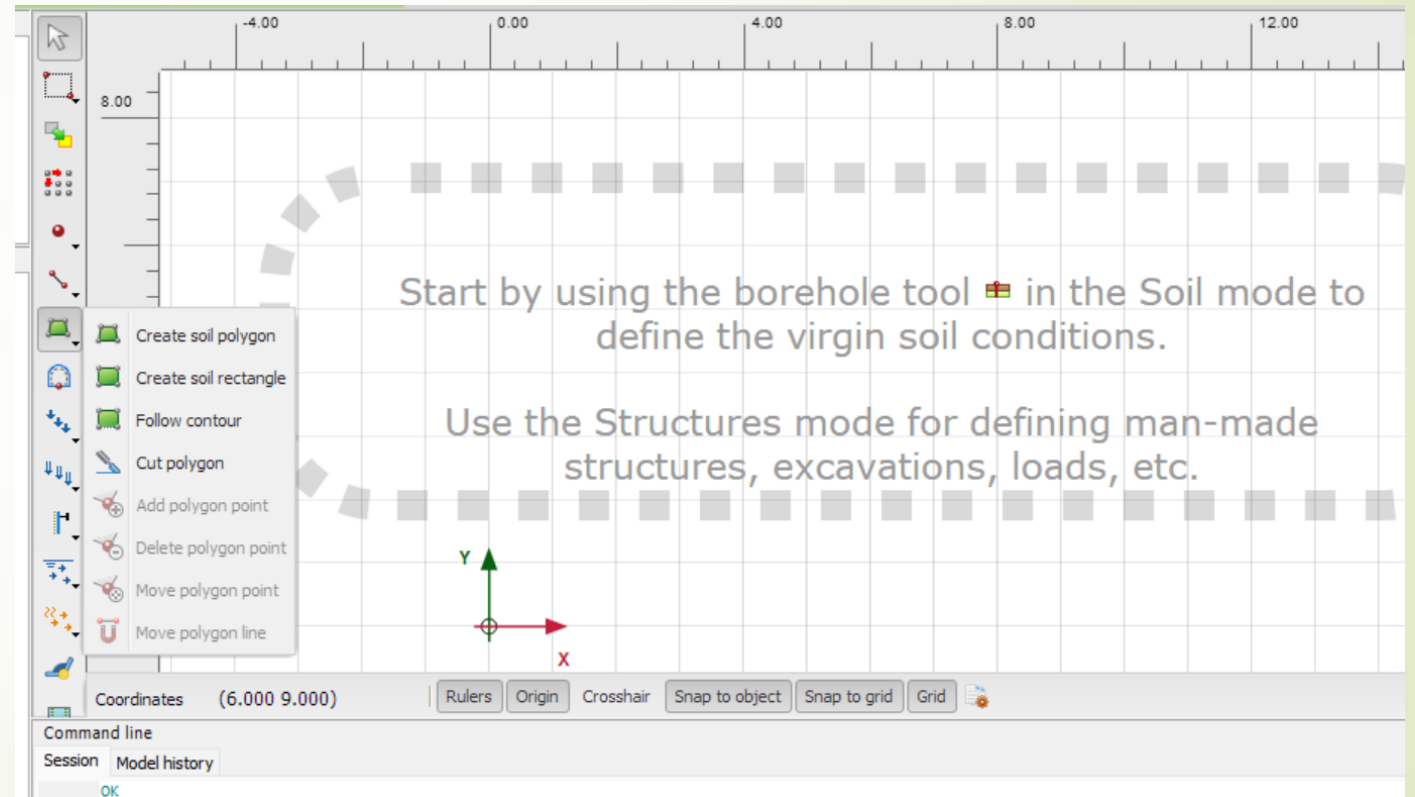 -4.00 0.00 4.00 8.00 12.00
8.00
Start by using the borehole tool in the Soil mode to
define the virgin soil conditions.
Use the Structures mode for defining man-made
structures, excavations, loads, etc.
Create soil polygon
Create soil rectangle
Follow contour
Cut polygon
Add polygon point
Delete polygon point
Move polygon point
Move polygon line
Y
X
Coordinates (6.000 9.000) Rulers Origin Crosshair Snap to object Snap to grid Grid
Command line
Session Model history
OK